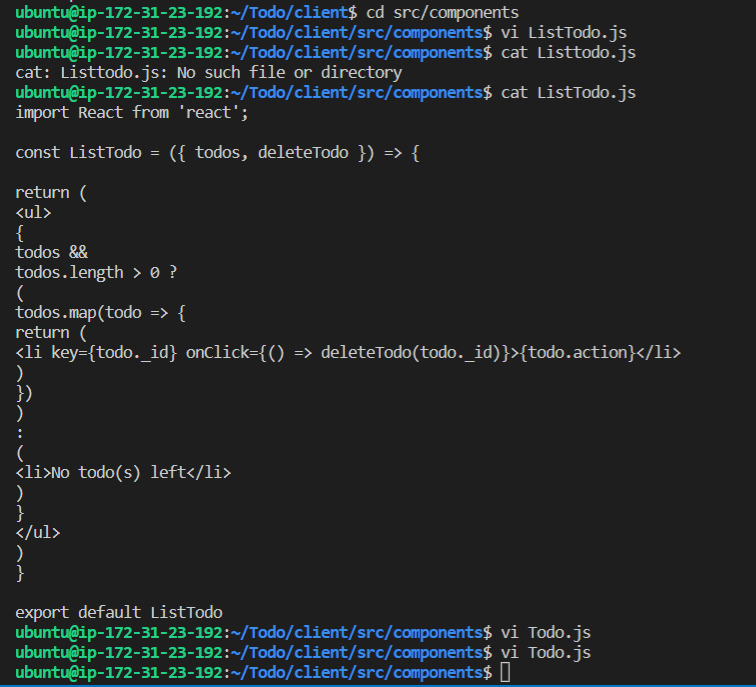 ubuntu@ip-172-31-23-192:~/Todo/client$ cd src/components
ubuntu@ip-172-31-23-192:~/Todo/client/src/components$ vi ListTodo.js
ubuntu@ip-172-31-23-192:~/Todo/client/src/components$ cat Listtodo.js
cat: Listtodo.js: No such file or directory
ubuntu@ip-172-31-23-192:~/Todo/client/src/components$ cat ListTodo.js
import React from 'react';
const ListTodo = ({ todos, deleteTodo }) => {
return (
<ul>
{
todos &&
todos.length > 0 ?
(
todos.map(todo => {
return (
<li key={todo._id} onClick={() => deleteTodo(todo._id)}>{todo.action}</li>
)
})
)
:
(
<li>No todo(s) left</li>
)
}
</ul>
)
}
export default ListTodo
ubuntu@ip-172-31-23-192:~/Todo/client/src/components$ vi Todo.js
ubuntu@ip-172-31-23-192:~/Todo/client/src/components$ vi Todo.js
ubuntu@ip-172-31-23-192:~/Todo/client/src/components$